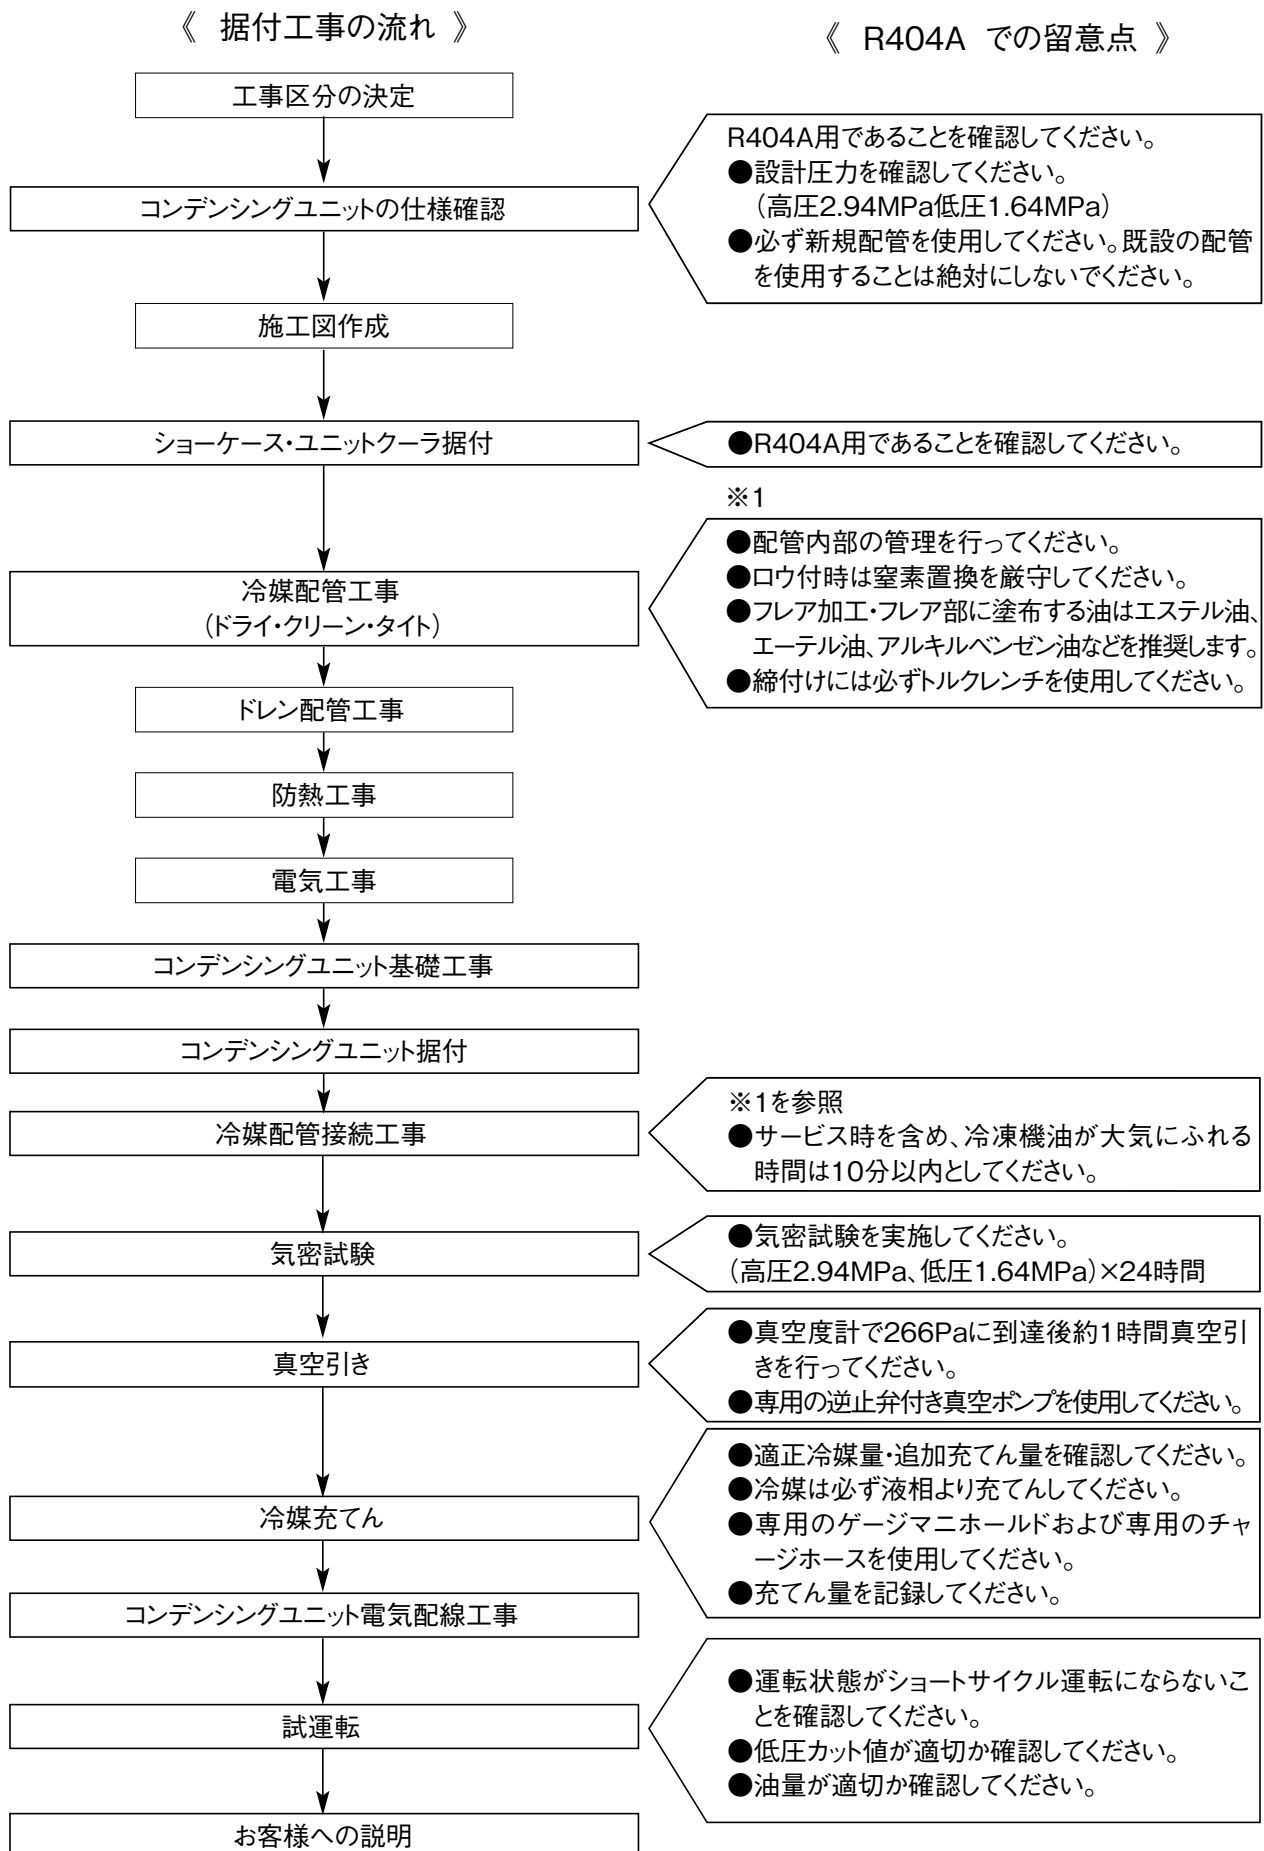 《 据付工事の流れ 》
工事区分の決定
コンデンシングユニットの仕様確認
施工図作成
ショーケース・ユニットクーラ据付
冷媒配管工事
(ドライ・クリーン・タイト)
ドレン配管工事
防熱工事
電気工事
コンデンシングユニット基礎工事
コンデンシングユニット据付
冷媒配管接続工事
気密試験
真空引き
冷媒充てん
コンデンシングユニット電気配線工事
試運転
お客様への説明
《 R404A での留意点 》
R404A用であることを確認してください。
●設計圧力を確認してください。
(高圧2.94MPa低圧1.64MPa)
●必ず新規配管を使用してください。既設の配管
を使用することは絶対にしないでください。
●R404A用であることを確認してください。
※1
●配管内部の管理を行ってください。
●ロウ付時は窒素置換を厳守してください。
●フレア加工・フレア部に塗布する油はエステル油、
エーテル油、アルキルベンゼン油などを推奨します。
●締付けには必ずトルクレンチを使用してください。
※1を参照
●サービス時を含め、冷凍機油が大気にふれる
時間は10分以内としてください。
●気密試験を実施してください。
(高圧2.94MPa、低圧1.64MPa)×24時間
●真空度計で266Paに到達後約1時間真空引
きを行ってください。
●専用の逆止弁付き真空ポンプを使用してください。
●適正冷媒量・追加充てん量を確認してください。
●冷媒は必ず液相より充てんしてください。
●専用のゲージマニホールドおよび専用のチャ
ージホースを使用してください。
●充てん量を記録してください。
●運転状態がショートサイクル運転にならないこ
とを確認してください。
●低圧カット値が適切か確認してください。
●油量が適切か確認してください。